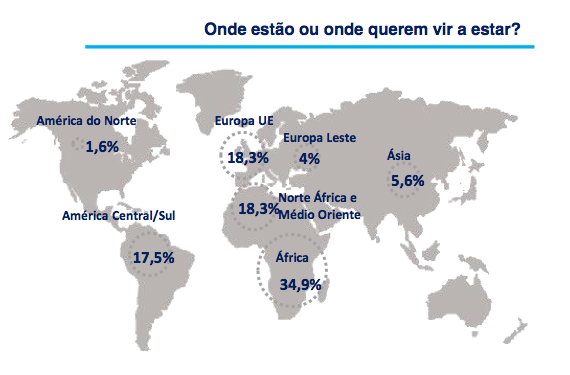 Onde estão ou onde querem vir a estar?
América do Norte
1,6%
Europa UE
18,3%
Europa Leste
4%
Ásia
5,6%
América Central/Sul
17,5%
Norte África e
Médio Oriente
18,3%
África
34,9%